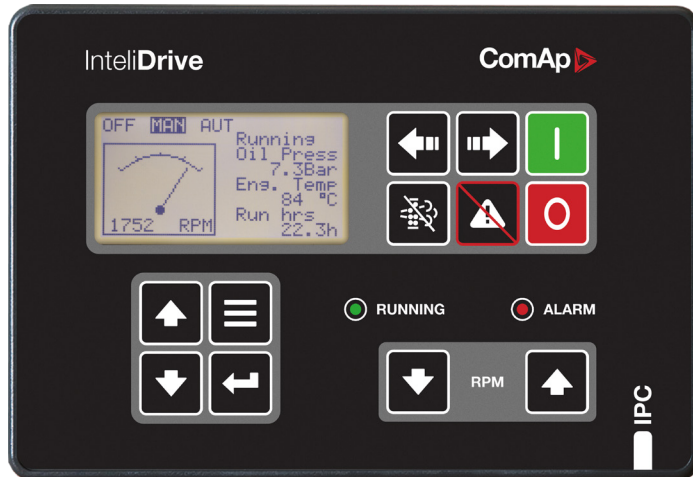 InteliDrive
ComAp
OFF MAN AUT
Running
Oil Press
7.3Bar
Eng. Temp
84 °C
Run hrs
22.3h
1752 RPM
RUNNING
ALARM
RPM
IPC